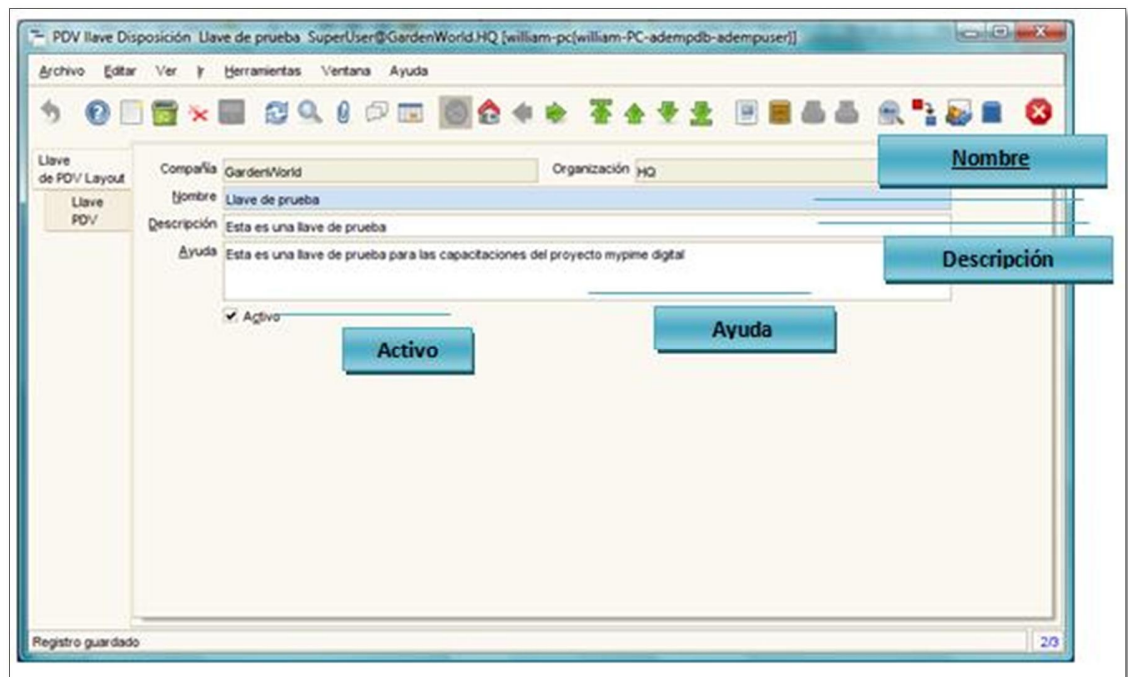 PDV llave Disposición Llave de prueba SuperUser@GardenWorld.HQ [william-pc{william-PC-adempdb-adempuser}]
Archivo Editar Ver Ir Herramientas Ventana Ayuda
Llave
de PDV Layout
Llave
PDV
Compañía GardenWorld Organización HQ
Nombre Llave de prueba
Descripción Esta es una llave de prueba
Ayuda Esta es una llave de prueba para las capacitaciones del proyecto mypime digital
Activo
Nombre
Descripción
Ayuda
Activo
Registro guardado 2/3